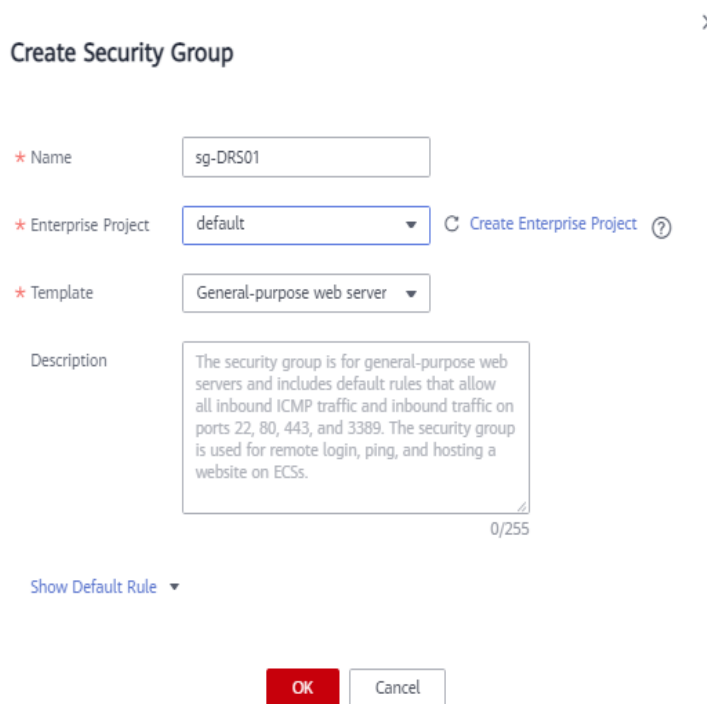 Create Security Group
* Name
sg-DRS01
* Enterprise Project
default
Create Enterprise Project
* Template
General-purpose web server
Description
The security group is for general-purpose web
servers and includes default rules that allow
all inbound ICMP traffic and inbound traffic on
ports 22, 80, 443, and 3389. The security group
is used for remote login, ping, and hosting a
website on ECSs.
0/255
Show Default Rule
OK
Cancel